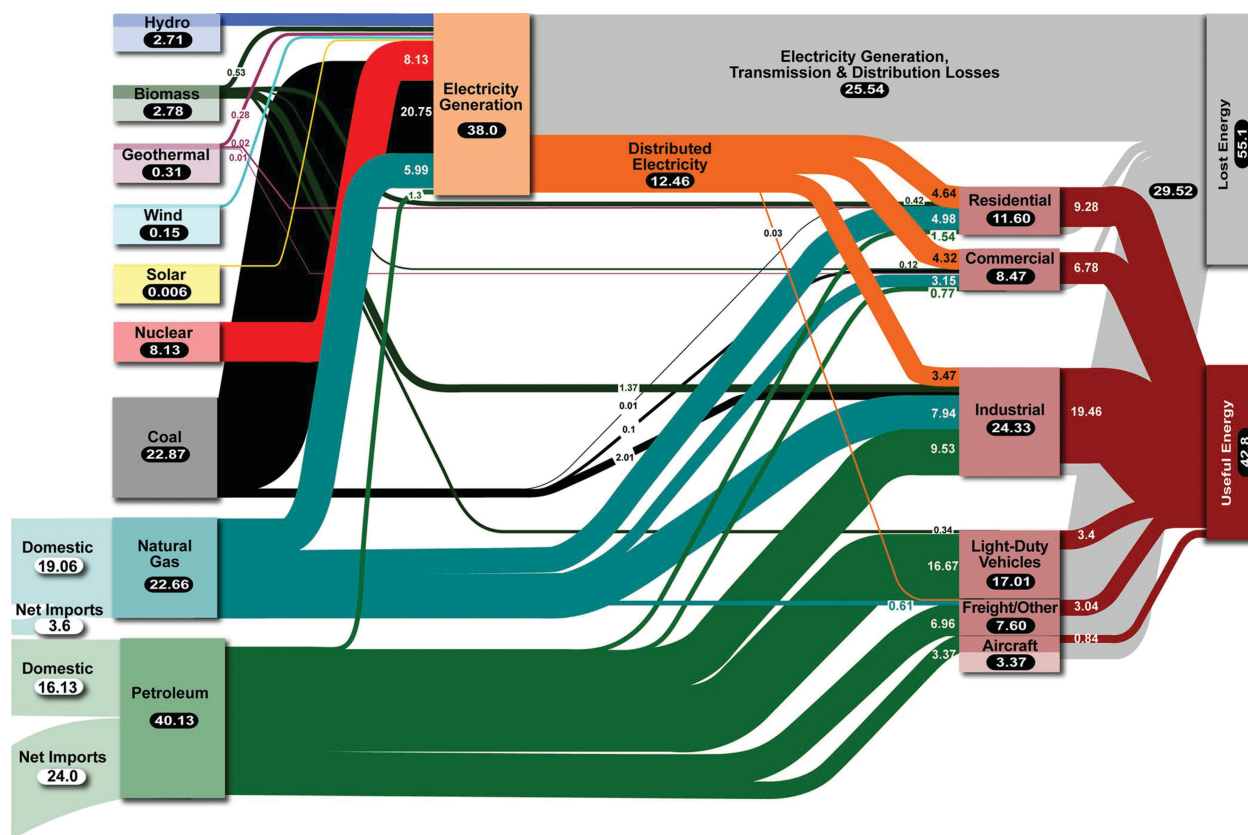 Hydro
2.71
Biomass
2.78
Geothermal
0.31
Wind
0.15
Solar
0.006
Nuclear
8.13
Coal
22.87
Domestic
19.06
Net Imports
3.6
Natural
Gas
22.66
Domestic
16.13
Net Imports
24.0
Petroleum
40.13
0.53
0.28
0.02
0.01
8.13
20.75
5.99
1.3
Electricity
Generation
38.0
Electricity Generation,
Transmission & Distribution Losses
25.54
Distributed
Electricity
12.46
0.03
1.37
0.01
0.1
2.01
4.64
0.42
4.98
1.54
4.32
0.12
3.15
0.77
3.47
7.94
9.53
0.34
16.67
0.61
6.96
3.37
Residential
11.60
Commercial
8.47
Industrial
24.33
Light-Duty
Vehicles
17.01
Freight/Other
7.60
Aircraft
3.37
9.28
6.78
19.46
3.4
3.04
0.84
29.52
Lost Energy
55.1
Useful Energy
42.8